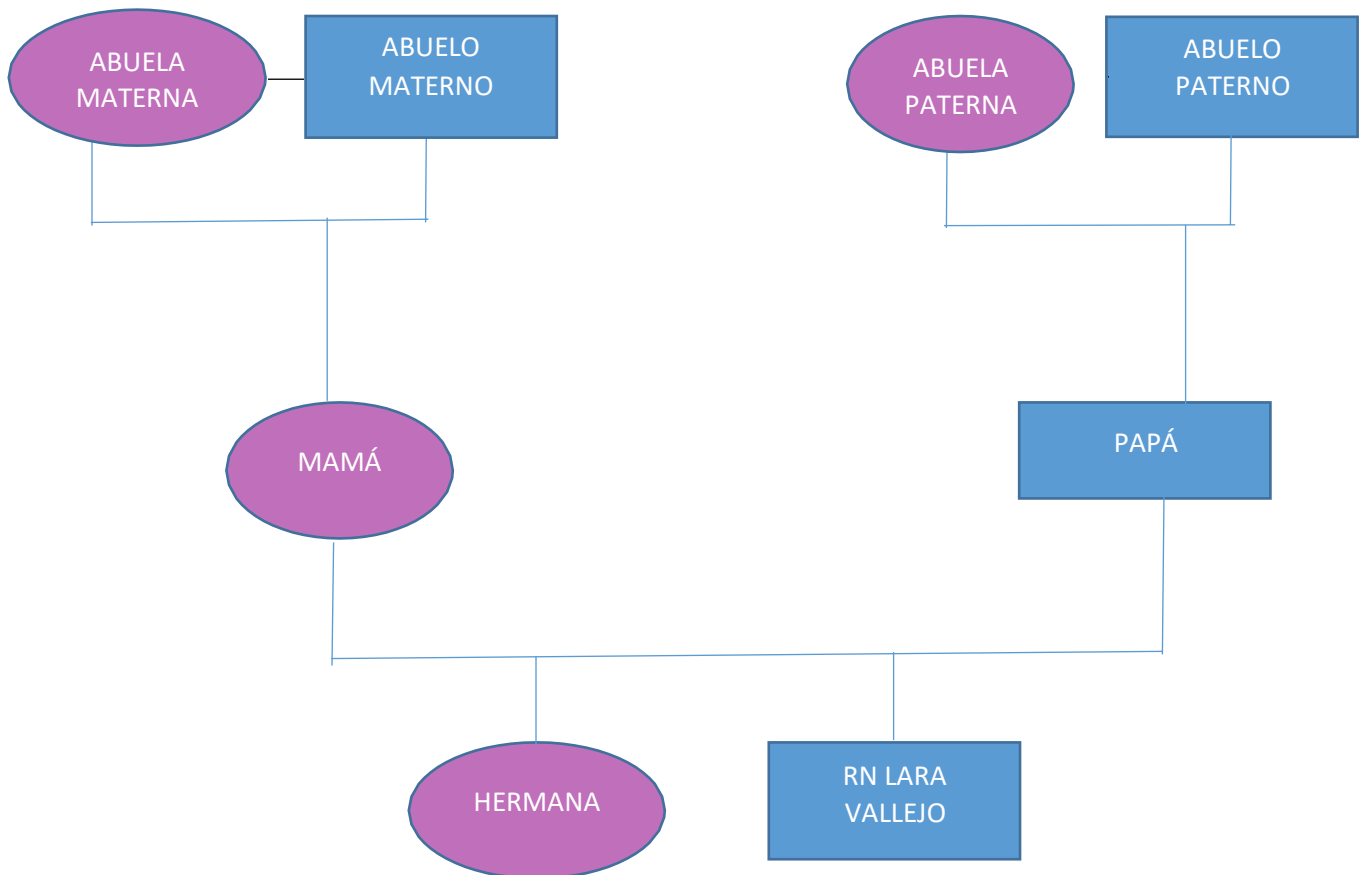 ABUELA
MATERNA
ABUELO
MATERNO
ABUELA
PATERNA
ABUELO
PATERNO
MAMÁ
PAPÁ
HERMANA
RN LARA
VALLEJO